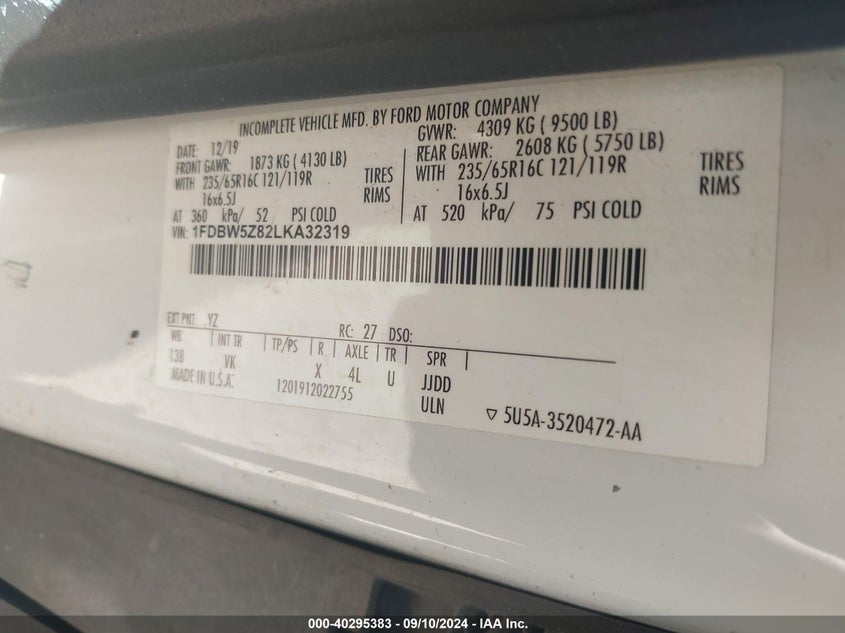 INCOMPLETE VEHICLE MFD. BY FORD MOTOR COMPANY
DATE: 12/19
FRONT GAWR: 1873 KG ( 4130 LB)
WITH 235/65R16C 121/119R TIRES
16x6.5J RIMS
AT 360 kPa/ 52 PSI COLD
GVWR: 4309 KG ( 9500 LB)
REAR GAWR: 2608 KG ( 5750 LB)
WITH 235/65R16C 121/119R TIRES
16x6.5J RIMS
AT 520 kPa/ 75 PSI COLD
VIN: 1FDBW5Z82LKA32319
EXT PNT: YZ RC: 27 DSO:
WB INT TR TP/PS R AXLE TR SPR
138 VK X 4L U JJDD
MADE IN U.S.A. 1201912022755 ULN
▽ 5U5A-3520472-AA
000-40295383 — 09/10/2024 — IAA Inc.